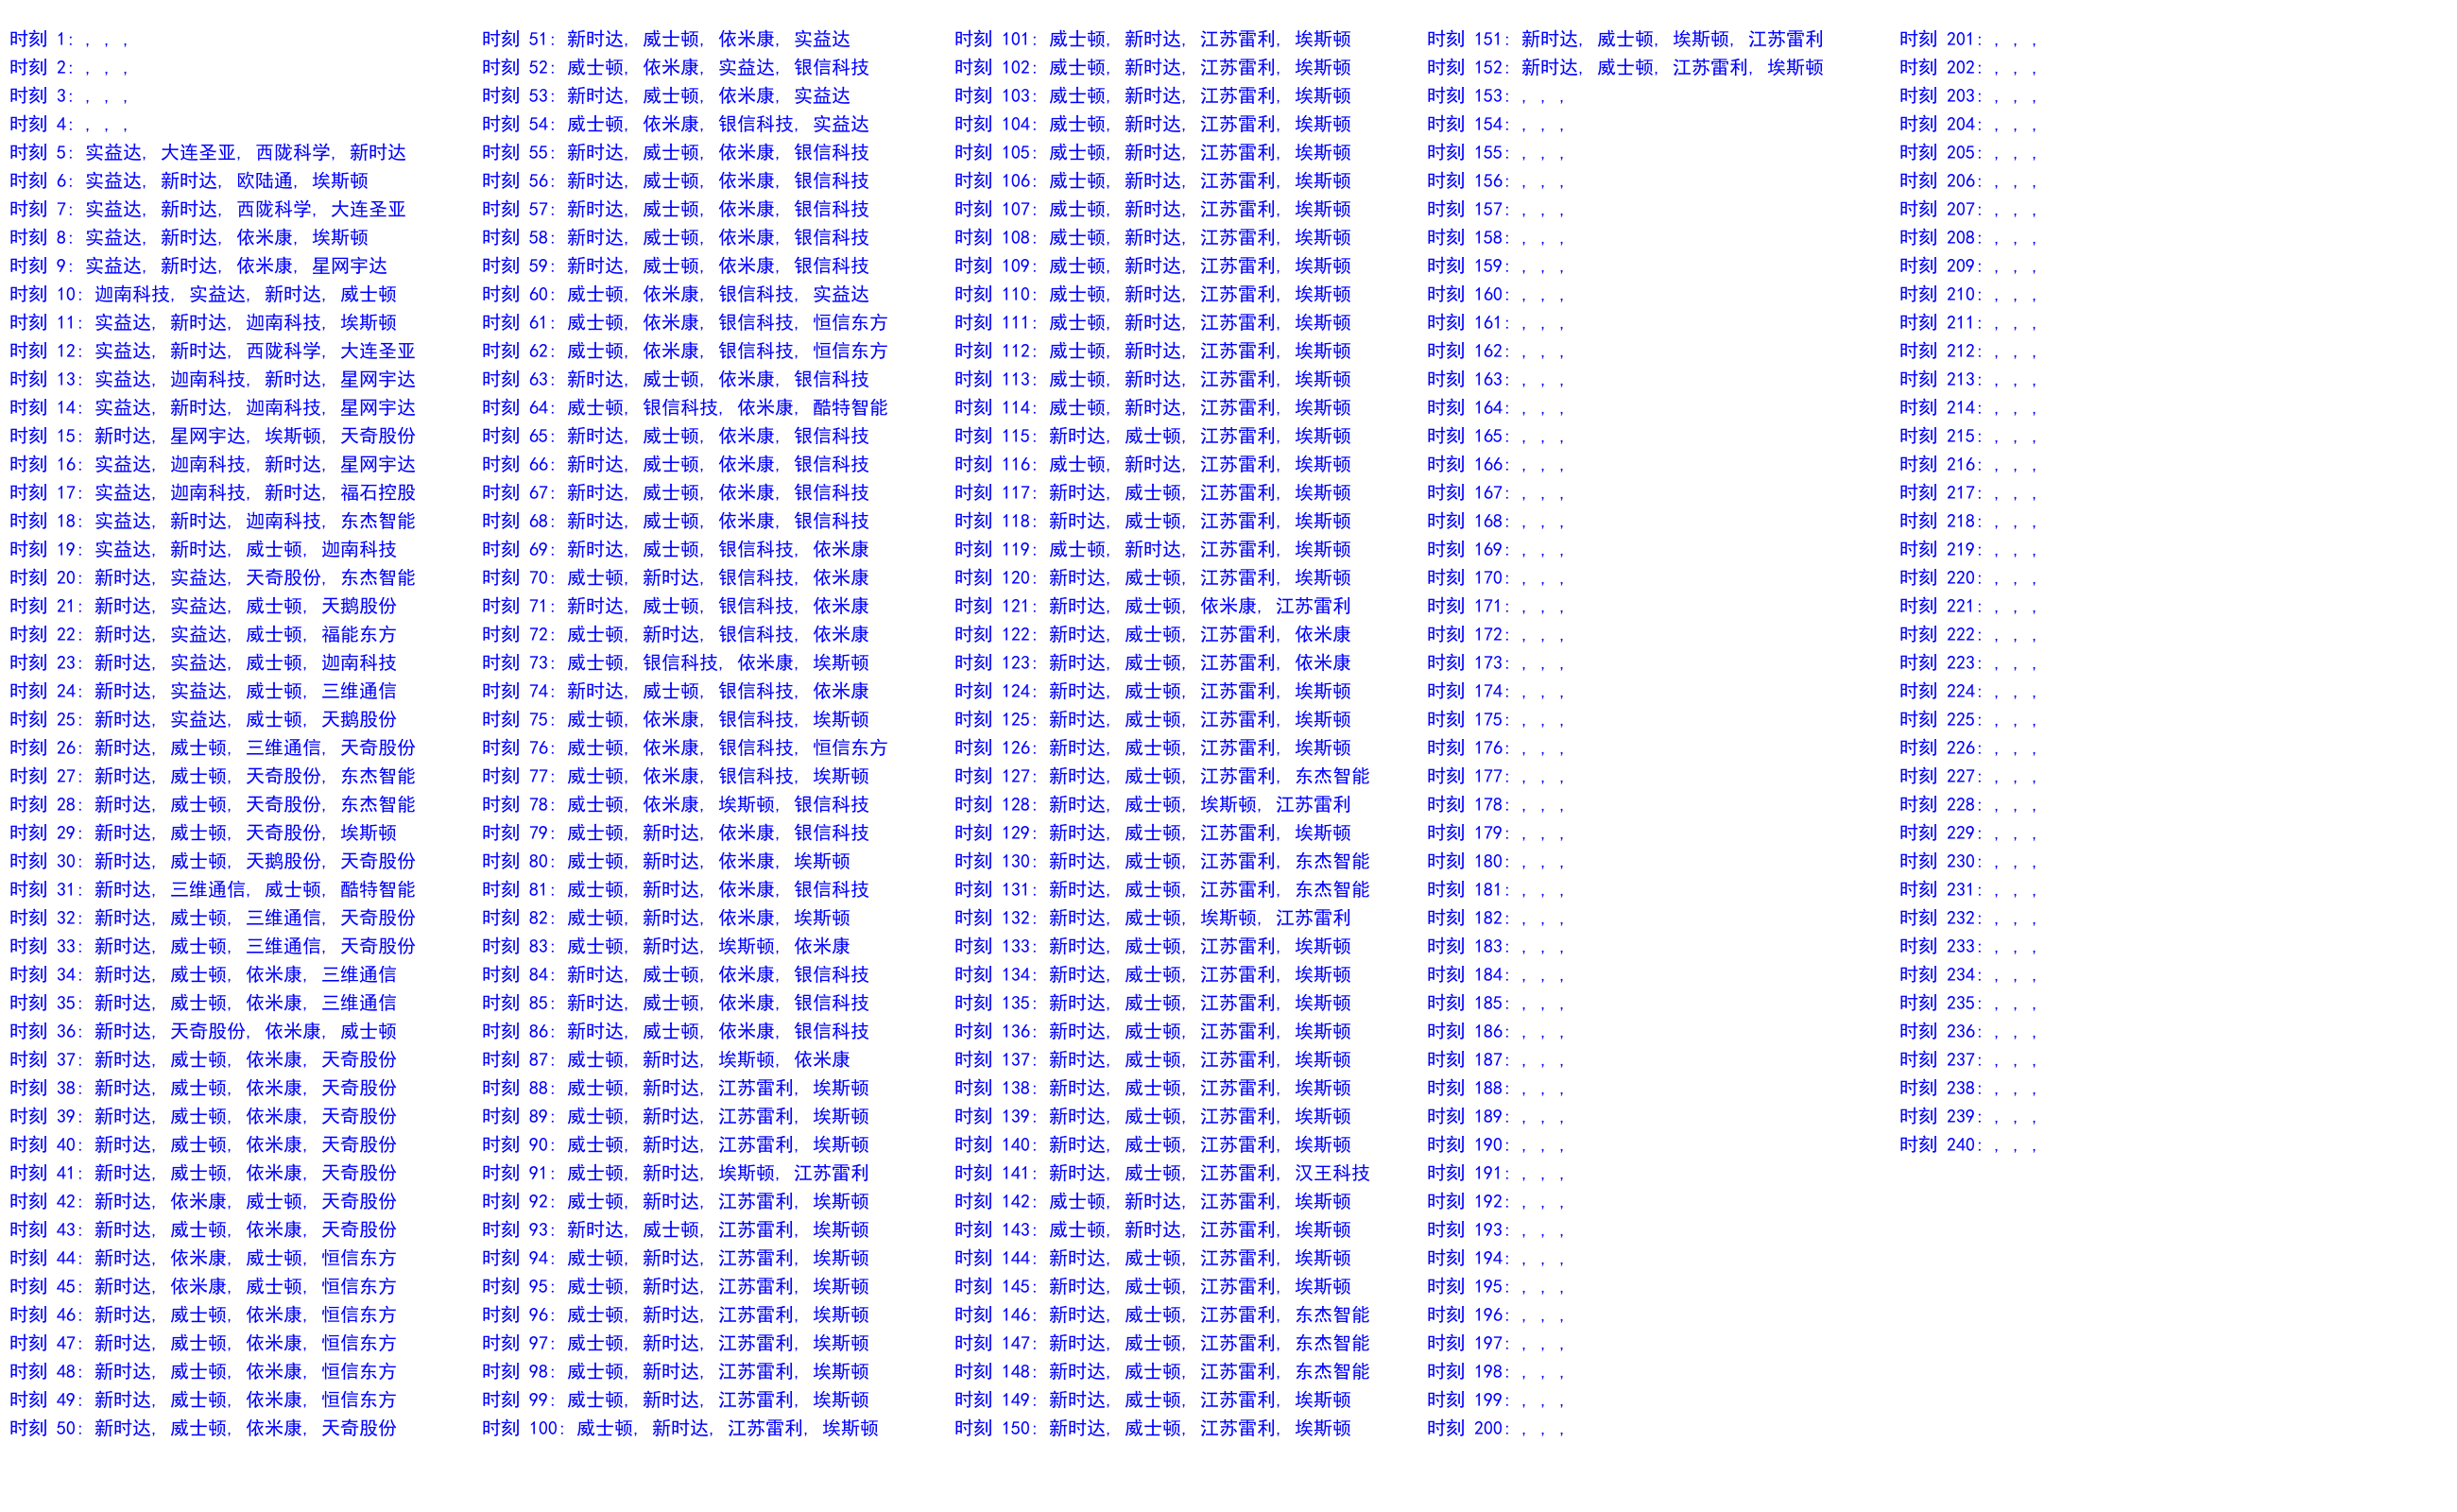 时刻 1: , , ,
时刻 2: , , ,
时刻 3: , , ,
时刻 4: , , ,
时刻 5: 实益达, 大连圣亚, 西陇科学, 新时达
时刻 6: 实益达, 新时达, 欧陆通, 埃斯顿
时刻 7: 实益达, 新时达, 西陇科学, 大连圣亚
时刻 8: 实益达, 新时达, 依米康, 埃斯顿
时刻 9: 实益达, 新时达, 依米康, 星网宇达
时刻 10: 迦南科技, 实益达, 新时达, 威士顿
时刻 11: 实益达, 新时达, 迦南科技, 埃斯顿
时刻 12: 实益达, 新时达, 西陇科学, 大连圣亚
时刻 13: 实益达, 迦南科技, 新时达, 星网宇达
时刻 14: 实益达, 新时达, 迦南科技, 星网宇达
时刻 15: 新时达, 星网宇达, 埃斯顿, 天奇股份
时刻 16: 实益达, 迦南科技, 新时达, 星网宇达
时刻 17: 实益达, 迦南科技, 新时达, 福石控股
时刻 18: 实益达, 新时达, 迦南科技, 东杰智能
时刻 19: 实益达, 新时达, 威士顿, 迦南科技
时刻 20: 新时达, 实益达, 天奇股份, 东杰智能
时刻 21: 新时达, 实益达, 威士顿, 天鹅股份
时刻 22: 新时达, 实益达, 威士顿, 福能东方
时刻 23: 新时达, 实益达, 威士顿, 迦南科技
时刻 24: 新时达, 实益达, 威士顿, 三维通信
时刻 25: 新时达, 实益达, 威士顿, 天鹅股份
时刻 26: 新时达, 威士顿, 三维通信, 天奇股份
时刻 27: 新时达, 威士顿, 天奇股份, 东杰智能
时刻 28: 新时达, 威士顿, 天奇股份, 东杰智能
时刻 29: 新时达, 威士顿, 天奇股份, 埃斯顿
时刻 30: 新时达, 威士顿, 天鹅股份, 天奇股份
时刻 31: 新时达, 三维通信, 威士顿, 酷特智能
时刻 32: 新时达, 威士顿, 三维通信, 天奇股份
时刻 33: 新时达, 威士顿, 三维通信, 天奇股份
时刻 34: 新时达, 威士顿, 依米康, 三维通信
时刻 35: 新时达, 威士顿, 依米康, 三维通信
时刻 36: 新时达, 天奇股份, 依米康, 威士顿
时刻 37: 新时达, 威士顿, 依米康, 天奇股份
时刻 38: 新时达, 威士顿, 依米康, 天奇股份
时刻 39: 新时达, 威士顿, 依米康, 天奇股份
时刻 40: 新时达, 威士顿, 依米康, 天奇股份
时刻 41: 新时达, 威士顿, 依米康, 天奇股份
时刻 42: 新时达, 依米康, 威士顿, 天奇股份
时刻 43: 新时达, 威士顿, 依米康, 天奇股份
时刻 44: 新时达, 依米康, 威士顿, 恒信东方
时刻 45: 新时达, 依米康, 威士顿, 恒信东方
时刻 46: 新时达, 威士顿, 依米康, 恒信东方
时刻 47: 新时达, 威士顿, 依米康, 恒信东方
时刻 48: 新时达, 威士顿, 依米康, 恒信东方
时刻 49: 新时达, 威士顿, 依米康, 恒信东方
时刻 50: 新时达, 威士顿, 依米康, 天奇股份
时刻 51: 新时达, 威士顿, 依米康, 实益达
时刻 52: 威士顿, 依米康, 实益达, 银信科技
时刻 53: 新时达, 威士顿, 依米康, 实益达
时刻 54: 威士顿, 依米康, 银信科技, 实益达
时刻 55: 新时达, 威士顿, 依米康, 银信科技
时刻 56: 新时达, 威士顿, 依米康, 银信科技
时刻 57: 新时达, 威士顿, 依米康, 银信科技
时刻 58: 新时达, 威士顿, 依米康, 银信科技
时刻 59: 新时达, 威士顿, 依米康, 银信科技
时刻 60: 威士顿, 依米康, 银信科技, 实益达
时刻 61: 威士顿, 依米康, 银信科技, 恒信东方
时刻 62: 威士顿, 依米康, 银信科技, 恒信东方
时刻 63: 新时达, 威士顿, 依米康, 银信科技
时刻 64: 威士顿, 银信科技, 依米康, 酷特智能
时刻 65: 新时达, 威士顿, 依米康, 银信科技
时刻 66: 新时达, 威士顿, 依米康, 银信科技
时刻 67: 新时达, 威士顿, 依米康, 银信科技
时刻 68: 新时达, 威士顿, 依米康, 银信科技
时刻 69: 新时达, 威士顿, 银信科技, 依米康
时刻 70: 威士顿, 新时达, 银信科技, 依米康
时刻 71: 新时达, 威士顿, 银信科技, 依米康
时刻 72: 威士顿, 新时达, 银信科技, 依米康
时刻 73: 威士顿, 银信科技, 依米康, 埃斯顿
时刻 74: 新时达, 威士顿, 银信科技, 依米康
时刻 75: 威士顿, 依米康, 银信科技, 埃斯顿
时刻 76: 威士顿, 依米康, 银信科技, 恒信东方
时刻 77: 威士顿, 依米康, 银信科技, 埃斯顿
时刻 78: 威士顿, 依米康, 埃斯顿, 银信科技
时刻 79: 威士顿, 新时达, 依米康, 银信科技
时刻 80: 威士顿, 新时达, 依米康, 埃斯顿
时刻 81: 威士顿, 新时达, 依米康, 银信科技
时刻 82: 威士顿, 新时达, 依米康, 埃斯顿
时刻 83: 威士顿, 新时达, 埃斯顿, 依米康
时刻 84: 新时达, 威士顿, 依米康, 银信科技
时刻 85: 新时达, 威士顿, 依米康, 银信科技
时刻 86: 新时达, 威士顿, 依米康, 银信科技
时刻 87: 威士顿, 新时达, 埃斯顿, 依米康
时刻 88: 威士顿, 新时达, 江苏雷利, 埃斯顿
时刻 89: 威士顿, 新时达, 江苏雷利, 埃斯顿
时刻 90: 威士顿, 新时达, 江苏雷利, 埃斯顿
时刻 91: 威士顿, 新时达, 埃斯顿, 江苏雷利
时刻 92: 威士顿, 新时达, 江苏雷利, 埃斯顿
时刻 93: 新时达, 威士顿, 江苏雷利, 埃斯顿
时刻 94: 威士顿, 新时达, 江苏雷利, 埃斯顿
时刻 95: 威士顿, 新时达, 江苏雷利, 埃斯顿
时刻 96: 威士顿, 新时达, 江苏雷利, 埃斯顿
时刻 97: 威士顿, 新时达, 江苏雷利, 埃斯顿
时刻 98: 威士顿, 新时达, 江苏雷利, 埃斯顿
时刻 99: 威士顿, 新时达, 江苏雷利, 埃斯顿
时刻 100: 威士顿, 新时达, 江苏雷利, 埃斯顿
时刻 101: 威士顿, 新时达, 江苏雷利, 埃斯顿
时刻 102: 威士顿, 新时达, 江苏雷利, 埃斯顿
时刻 103: 威士顿, 新时达, 江苏雷利, 埃斯顿
时刻 104: 威士顿, 新时达, 江苏雷利, 埃斯顿
时刻 105: 威士顿, 新时达, 江苏雷利, 埃斯顿
时刻 106: 威士顿, 新时达, 江苏雷利, 埃斯顿
时刻 107: 威士顿, 新时达, 江苏雷利, 埃斯顿
时刻 108: 威士顿, 新时达, 江苏雷利, 埃斯顿
时刻 109: 威士顿, 新时达, 江苏雷利, 埃斯顿
时刻 110: 威士顿, 新时达, 江苏雷利, 埃斯顿
时刻 111: 威士顿, 新时达, 江苏雷利, 埃斯顿
时刻 112: 威士顿, 新时达, 江苏雷利, 埃斯顿
时刻 113: 威士顿, 新时达, 江苏雷利, 埃斯顿
时刻 114: 威士顿, 新时达, 江苏雷利, 埃斯顿
时刻 115: 新时达, 威士顿, 江苏雷利, 埃斯顿
时刻 116: 威士顿, 新时达, 江苏雷利, 埃斯顿
时刻 117: 新时达, 威士顿, 江苏雷利, 埃斯顿
时刻 118: 新时达, 威士顿, 江苏雷利, 埃斯顿
时刻 119: 威士顿, 新时达, 江苏雷利, 埃斯顿
时刻 120: 新时达, 威士顿, 江苏雷利, 埃斯顿
时刻 121: 新时达, 威士顿, 依米康, 江苏雷利
时刻 122: 新时达, 威士顿, 江苏雷利, 依米康
时刻 123: 新时达, 威士顿, 江苏雷利, 依米康
时刻 124: 新时达, 威士顿, 江苏雷利, 埃斯顿
时刻 125: 新时达, 威士顿, 江苏雷利, 埃斯顿
时刻 126: 新时达, 威士顿, 江苏雷利, 埃斯顿
时刻 127: 新时达, 威士顿, 江苏雷利, 东杰智能
时刻 128: 新时达, 威士顿, 埃斯顿, 江苏雷利
时刻 129: 新时达, 威士顿, 江苏雷利, 埃斯顿
时刻 130: 新时达, 威士顿, 江苏雷利, 东杰智能
时刻 131: 新时达, 威士顿, 江苏雷利, 东杰智能
时刻 132: 新时达, 威士顿, 埃斯顿, 江苏雷利
时刻 133: 新时达, 威士顿, 江苏雷利, 埃斯顿
时刻 134: 新时达, 威士顿, 江苏雷利, 埃斯顿
时刻 135: 新时达, 威士顿, 江苏雷利, 埃斯顿
时刻 136: 新时达, 威士顿, 江苏雷利, 埃斯顿
时刻 137: 新时达, 威士顿, 江苏雷利, 埃斯顿
时刻 138: 新时达, 威士顿, 江苏雷利, 埃斯顿
时刻 139: 新时达, 威士顿, 江苏雷利, 埃斯顿
时刻 140: 新时达, 威士顿, 江苏雷利, 埃斯顿
时刻 141: 新时达, 威士顿, 江苏雷利, 汉王科技
时刻 142: 威士顿, 新时达, 江苏雷利, 埃斯顿
时刻 143: 威士顿, 新时达, 江苏雷利, 埃斯顿
时刻 144: 新时达, 威士顿, 江苏雷利, 埃斯顿
时刻 145: 新时达, 威士顿, 江苏雷利, 埃斯顿
时刻 146: 新时达, 威士顿, 江苏雷利, 东杰智能
时刻 147: 新时达, 威士顿, 江苏雷利, 东杰智能
时刻 148: 新时达, 威士顿, 江苏雷利, 东杰智能
时刻 149: 新时达, 威士顿, 江苏雷利, 埃斯顿
时刻 150: 新时达, 威士顿, 江苏雷利, 埃斯顿
时刻 151: 新时达, 威士顿, 埃斯顿, 江苏雷利
时刻 152: 新时达, 威士顿, 江苏雷利, 埃斯顿
时刻 153: , , ,
时刻 154: , , ,
时刻 155: , , ,
时刻 156: , , ,
时刻 157: , , ,
时刻 158: , , ,
时刻 159: , , ,
时刻 160: , , ,
时刻 161: , , ,
时刻 162: , , ,
时刻 163: , , ,
时刻 164: , , ,
时刻 165: , , ,
时刻 166: , , ,
时刻 167: , , ,
时刻 168: , , ,
时刻 169: , , ,
时刻 170: , , ,
时刻 171: , , ,
时刻 172: , , ,
时刻 173: , , ,
时刻 174: , , ,
时刻 175: , , ,
时刻 176: , , ,
时刻 177: , , ,
时刻 178: , , ,
时刻 179: , , ,
时刻 180: , , ,
时刻 181: , , ,
时刻 182: , , ,
时刻 183: , , ,
时刻 184: , , ,
时刻 185: , , ,
时刻 186: , , ,
时刻 187: , , ,
时刻 188: , , ,
时刻 189: , , ,
时刻 190: , , ,
时刻 191: , , ,
时刻 192: , , ,
时刻 193: , , ,
时刻 194: , , ,
时刻 195: , , ,
时刻 196: , , ,
时刻 197: , , ,
时刻 198: , , ,
时刻 199: , , ,
时刻 200: , , ,
时刻 201: , , ,
时刻 202: , , ,
时刻 203: , , ,
时刻 204: , , ,
时刻 205: , , ,
时刻 206: , , ,
时刻 207: , , ,
时刻 208: , , ,
时刻 209: , , ,
时刻 210: , , ,
时刻 211: , , ,
时刻 212: , , ,
时刻 213: , , ,
时刻 214: , , ,
时刻 215: , , ,
时刻 216: , , ,
时刻 217: , , ,
时刻 218: , , ,
时刻 219: , , ,
时刻 220: , , ,
时刻 221: , , ,
时刻 222: , , ,
时刻 223: , , ,
时刻 224: , , ,
时刻 225: , , ,
时刻 226: , , ,
时刻 227: , , ,
时刻 228: , , ,
时刻 229: , , ,
时刻 230: , , ,
时刻 231: , , ,
时刻 232: , , ,
时刻 233: , , ,
时刻 234: , , ,
时刻 235: , , ,
时刻 236: , , ,
时刻 237: , , ,
时刻 238: , , ,
时刻 239: , , ,
时刻 240: , , ,